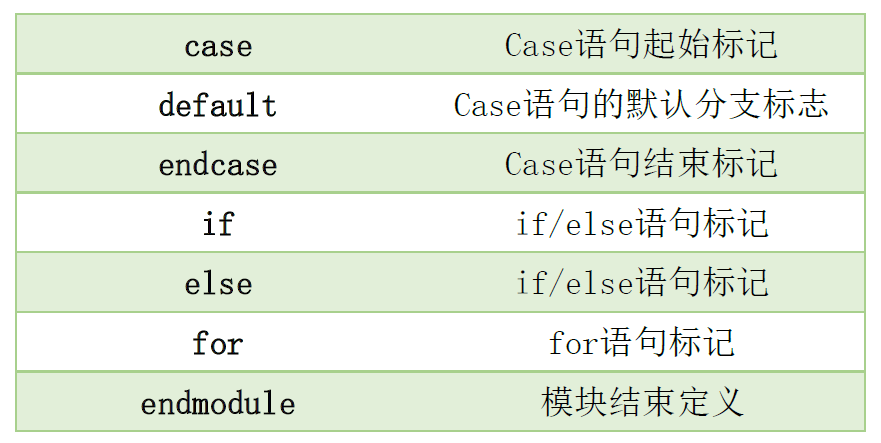 case Case语句起始标记
default Case语句的默认分支标志
endcase Case语句结束标记
if if/else语句标记
else if/else语句标记
for for语句标记
endmodule 模块结束定义